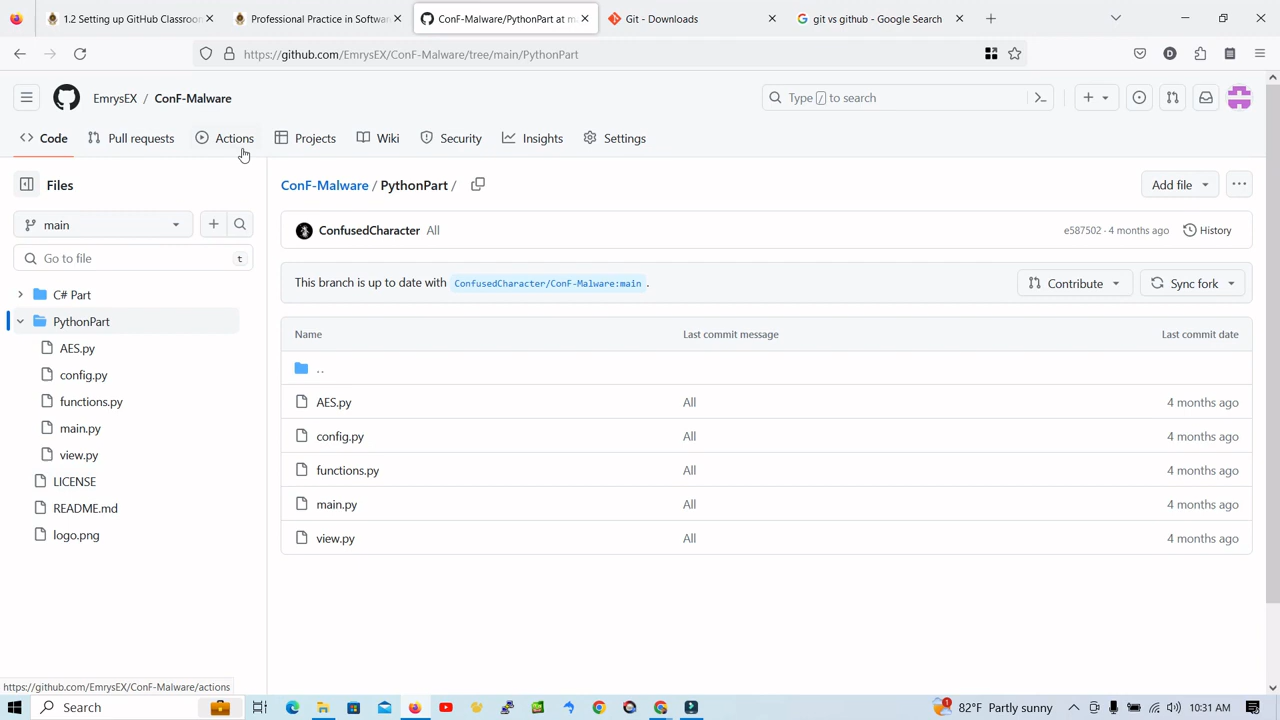 1.2 Setting up GitHub Classroon
Professional Practice in Softwar
ConF-Malware/PythonPart at m
Git - Downloads
git vs github - Google Search
https://github.com/EmrysEX/ConF-Malware/tree/main/PythonPart
EmrysEX / ConF-Malware
Type / to search
Code
Pull requests
Actions
Projects
Wiki
Security
Insights
Settings
Files
main
Go to file
t
C# Part
PythonPart
AES.py
config.py
functions.py
main.py
view.py
LICENSE
README.md
logo.png
ConF-Malware / PythonPart /
Add file
ConfusedCharacter All
e587502 · 4 months ago
History
This branch is up to date with ConfusedCharacter/ConF-Malware:main .
Contribute
Sync fork
Name Last commit message Last commit date
..
AES.py All 4 months ago
config.py All 4 months ago
functions.py All 4 months ago
main.py All 4 months ago
view.py All 4 months ago
https://github.com/EmrysEX/ConF-Malware/actions
Search
1
82°F Partly sunny
10:31 AM